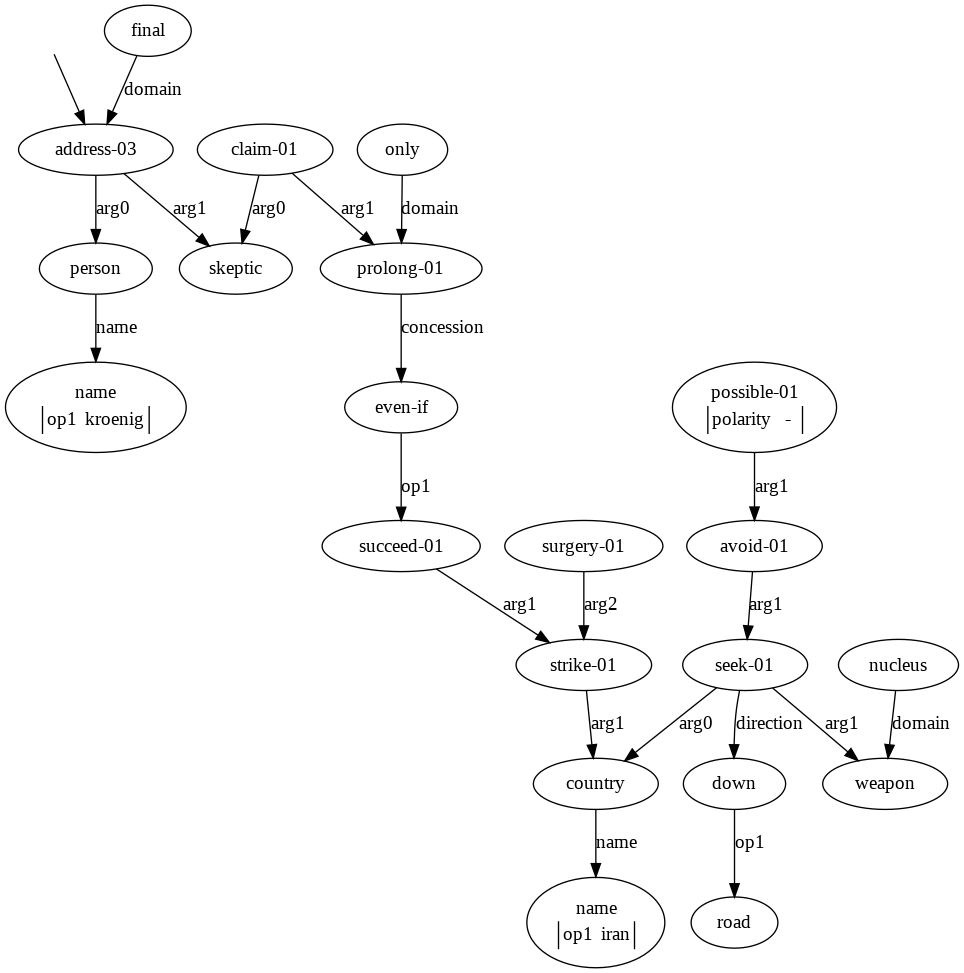 final
domain
address-03
claim-01
only
arg0
arg1
arg0
arg1
domain
person
skeptic
prolong-01
name
concession
name
op1 kroenig
even-if
possible-01
polarity -
op1
arg1
succeed-01
surgery-01
avoid-01
arg1
arg2
arg1
strike-01
seek-01
nucleus
arg1
arg0
direction
arg1
domain
country
down
weapon
name
op1
name
op1 iran
road